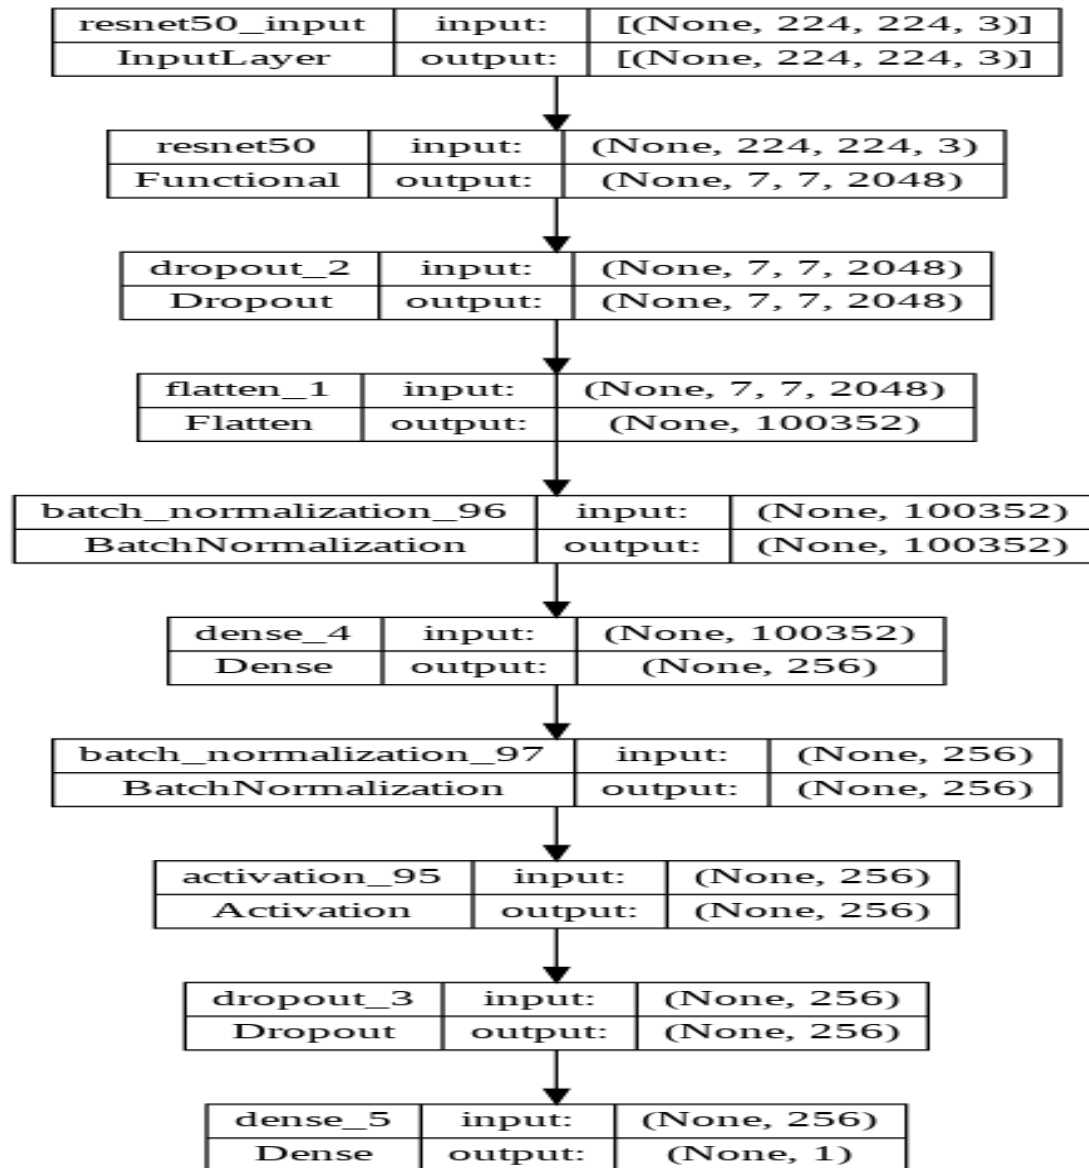 resnet50_input input: [(None, 224, 224, 3)]
InputLayer output: [(None, 224, 224, 3)]
resnet50 input: (None, 224, 224, 3)
Functional output: (None, 7, 7, 2048)
dropout_2 input: (None, 7, 7, 2048)
Dropout output: (None, 7, 7, 2048)
flatten_1 input: (None, 7, 7, 2048)
Flatten output: (None, 100352)
batch_normalization_96 input: (None, 100352)
BatchNormalization output: (None, 100352)
dense_4 input: (None, 100352)
Dense output: (None, 256)
batch_normalization_97 input: (None, 256)
BatchNormalization output: (None, 256)
activation_95 input: (None, 256)
Activation output: (None, 256)
dropout_3 input: (None, 256)
Dropout output: (None, 256)
dense_5 input: (None, 256)
Dense output: (None, 1)